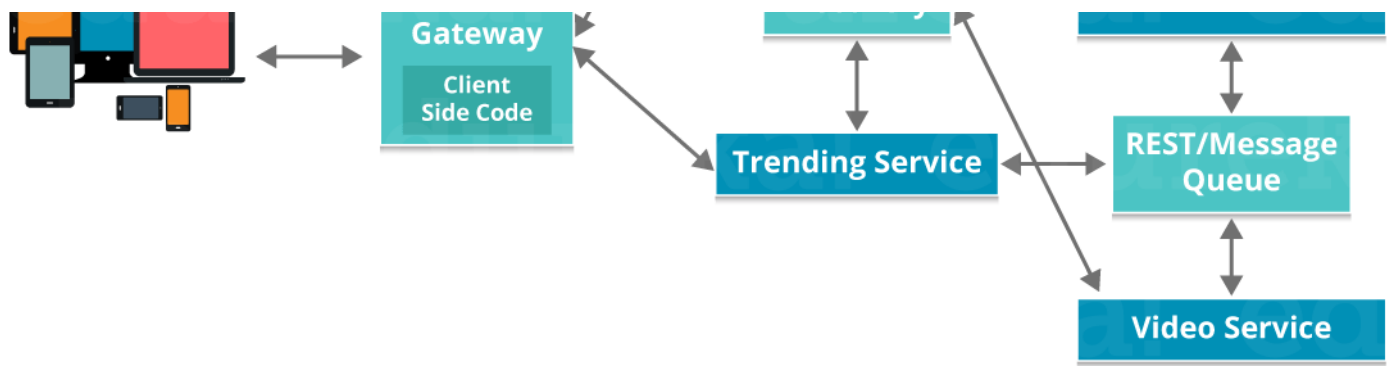 Gateway
Client
Side Code
Trending Service
REST/Message
Queue
Video Service